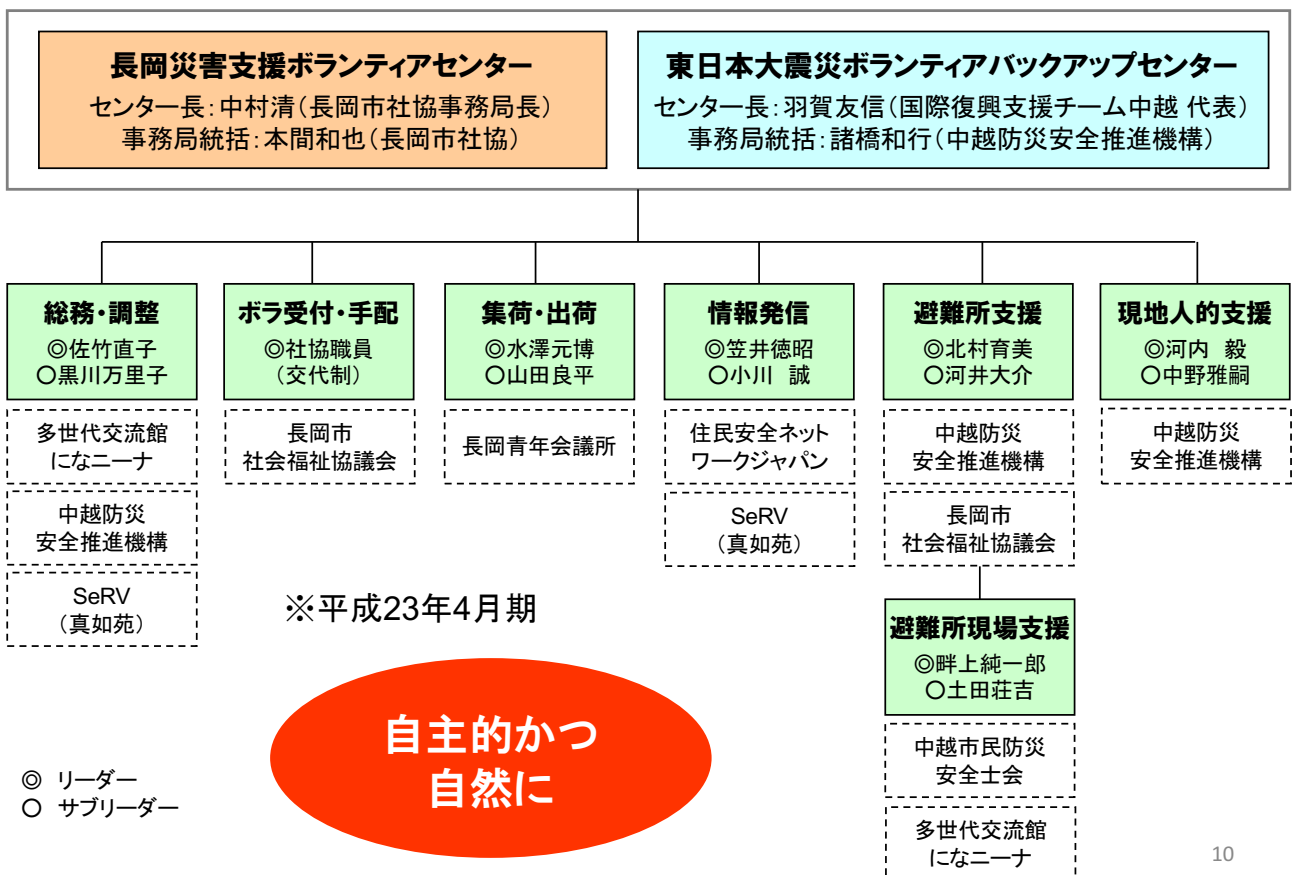 長岡災害支援ボランティアセンター
センター長：中村清（長岡市社協事務局長）
事務局統括：本間和也（長岡市社協）
東日本大震災ボランティアバックアップセンター
センター長：羽賀友信（国際復興支援チーム中越 代表）
事務局統括：諸橋和行（中越防災安全推進機構）
総務・調整
◎佐竹直子
○黒川万里子
多世代交流館
になニーナ
中越防災
安全推進機構
SeRV
（真如苑）
ボラ受付・手配
◎社協職員
（交代制）
長岡市
社会福祉協議会
集荷・出荷
◎水澤元博
○山田良平
長岡青年会議所
情報発信
◎笠井徳昭
○小川　誠
住民安全ネット
ワークジャパン
SeRV
（真如苑）
避難所支援
◎北村育美
○河井大介
中越防災
安全推進機構
長岡市
社会福祉協議会
避難所現場支援
◎畔上純一郎
○土田荘吉
中越市民防災
安全士会
多世代交流館
になニーナ
現地人的支援
◎河内　毅
○中野雅嗣
中越防災
安全推進機構
※平成23年4月期
自主的かつ
自然に
◎ リーダー
○ サブリーダー
10